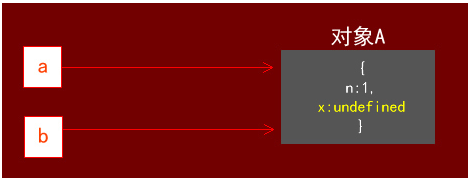 对象A
a
{
n:1,
x:undefined
}
b